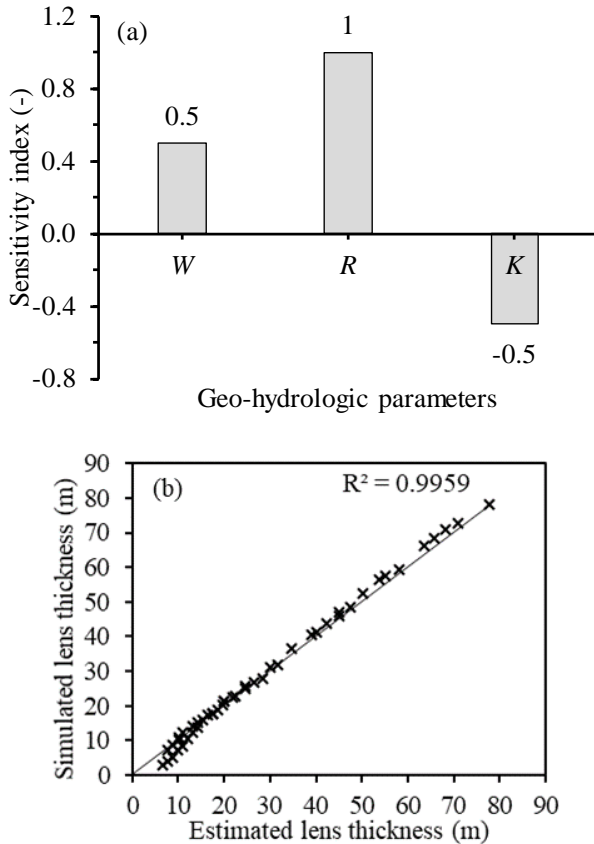 (a)
Sensitivity index (-)
1.2
0.8
0.4
0.0
-0.4
-0.8
0.5
1
-0.5
W
R
K
Geo-hydrologic parameters
(b)
R² = 0.9959
Simulated lens thickness (m)
90
80
70
60
50
40
30
20
10
0
0 10 20 30 40 50 60 70 80 90
Estimated lens thickness (m)